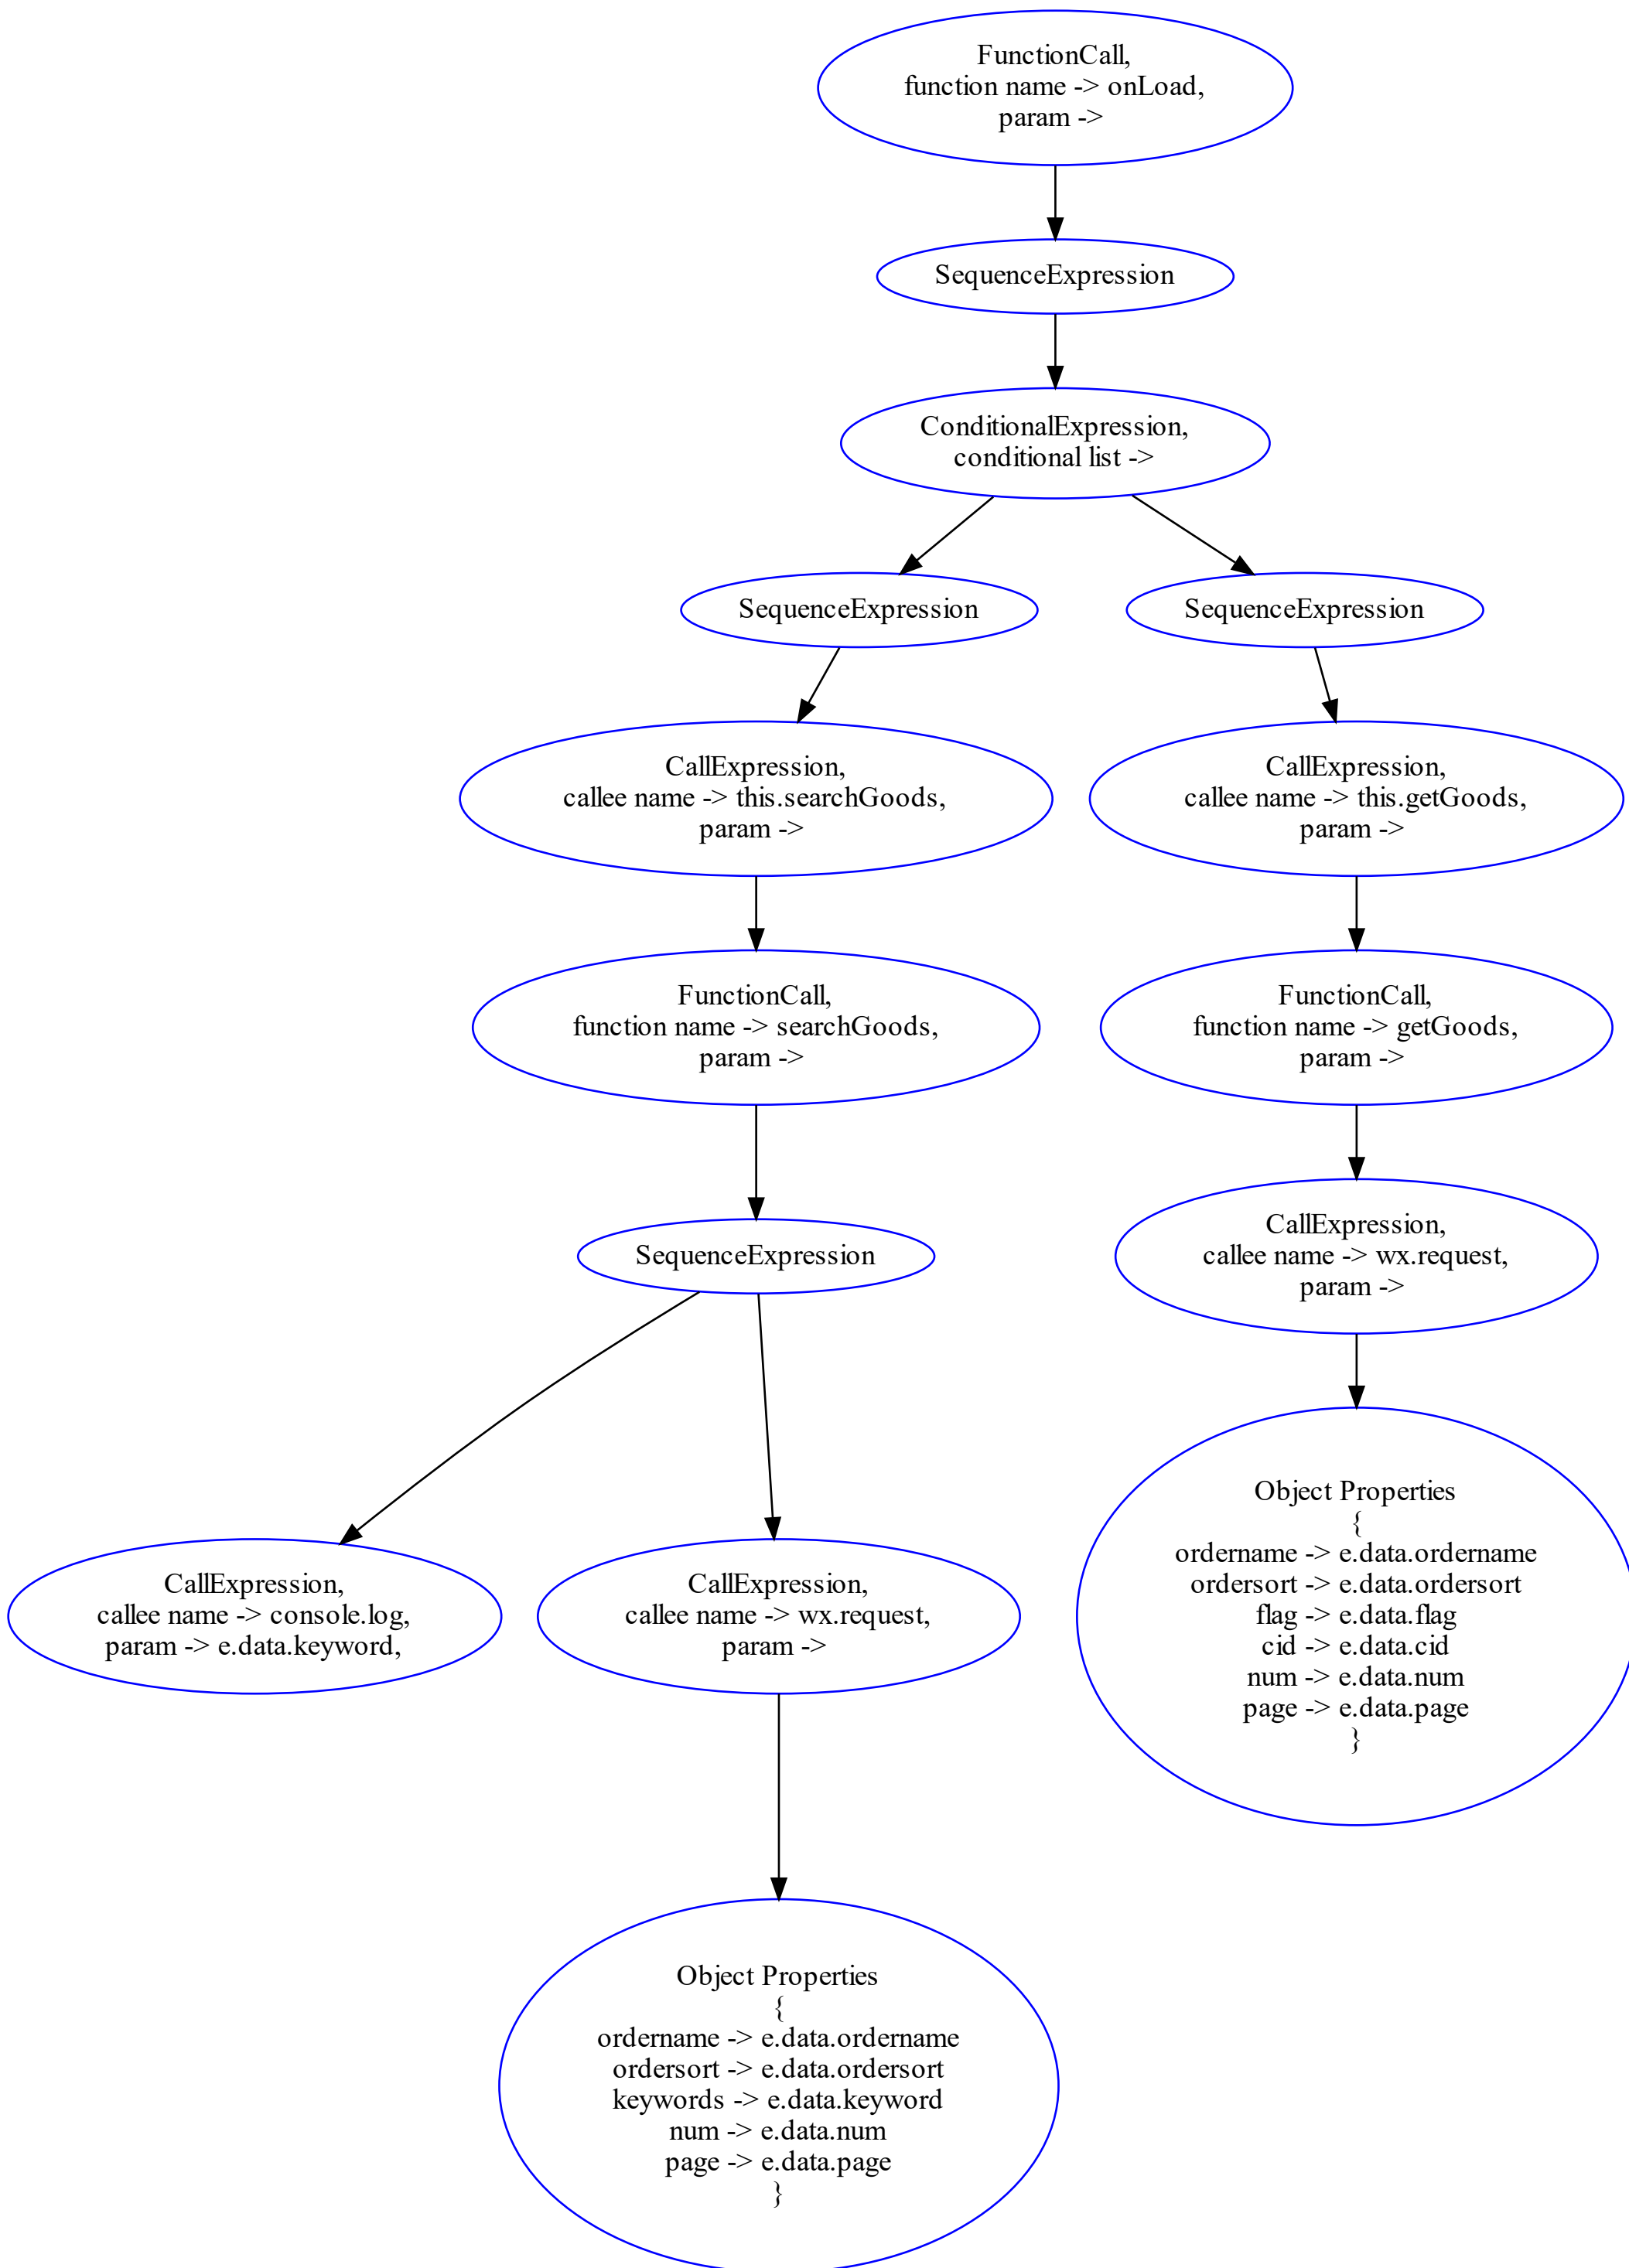 FunctionCall,
function name -> onLoad,
param ->
SequenceExpression
ConditionalExpression,
conditional list ->
SequenceExpression
SequenceExpression
CallExpression,
callee name -> this.searchGoods,
param ->
CallExpression,
callee name -> this.getGoods,
param ->
FunctionCall,
function name -> searchGoods,
param ->
FunctionCall,
function name -> getGoods,
param ->
SequenceExpression
CallExpression,
callee name -> wx.request,
param ->
CallExpression,
callee name -> console.log,
param -> e.data.keyword,
CallExpression,
callee name -> wx.request,
param ->
Object Properties
{
ordername -> e.data.ordername
ordersort -> e.data.ordersort
flag -> e.data.flag
cid -> e.data.cid
num -> e.data.num
page -> e.data.page
}
Object Properties
{
ordername -> e.data.ordername
ordersort -> e.data.ordersort
keywords -> e.data.keyword
num -> e.data.num
page -> e.data.page
}